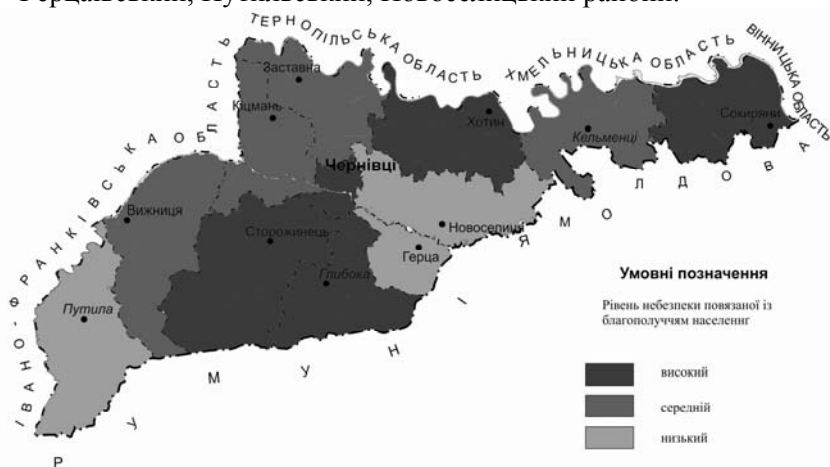 Герцаївський, Путильський, Новоселицький райони.
ТЕРНОПІЛЬСЬКА ОБЛАСТЬ
ХМЕЛЬНИЦЬКА ОБЛАСТЬ
ВІННИЦЬКА ОБЛАСТЬ
ІВАНО-ФРАНКІВСЬКА ОБЛАСТЬ
Заставна
Кіцмань
Хотин
Сокиряни
Кельменці
Чернівці
МОЛДОВА
Вижниця
Новоселиця
Сторожинець
Герца
Глибока
Путила
РУМУНІЯ
Умовні позначення
Рівень небезпеки повязаної із
благополуччям населеннг
високий
середній
низький